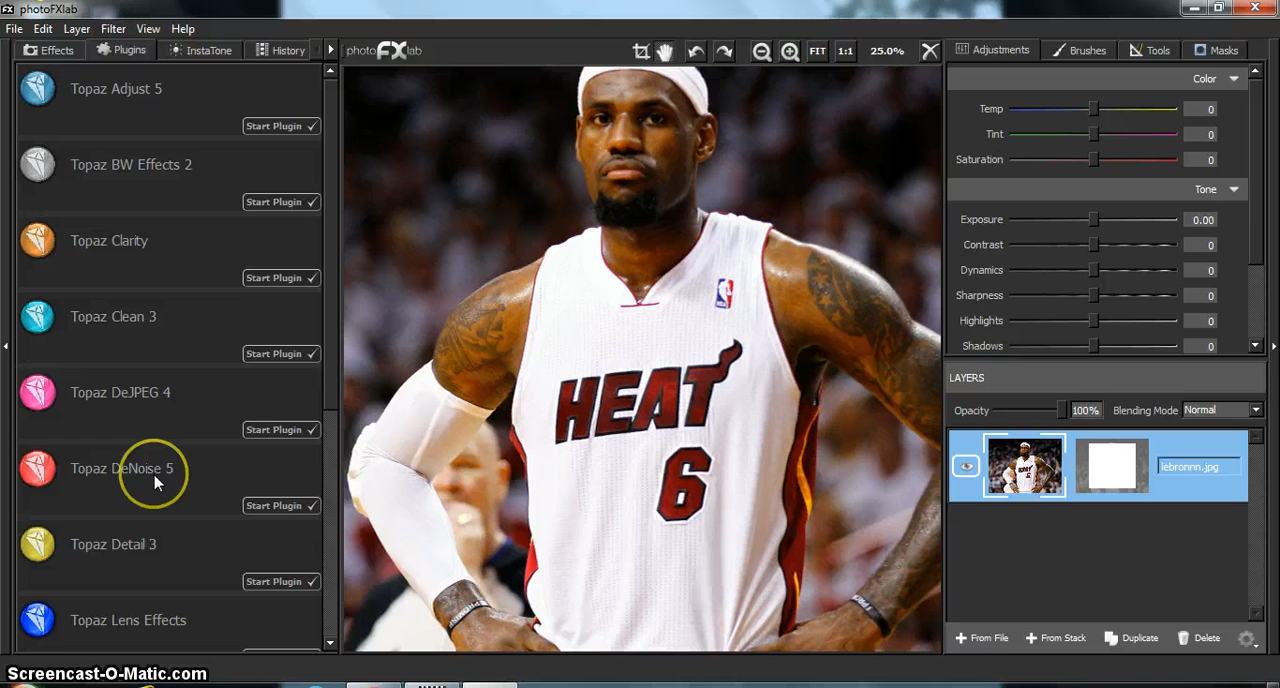 photoFXlab
File Edit Layer Filter View Help
Effects Plugins InstaTone History
photo FX lab
FIT 1:1 25.0%
Adjustments Brushes Tools Masks
Topaz Adjust 5
Start Plugin
Topaz BW Effects 2
Start Plugin
Topaz Clarity
Start Plugin
Topaz Clean 3
Start Plugin
Topaz DeJPEG 4
Start Plugin
Topaz DeNoise 5
Start Plugin
Topaz Detail 3
Start Plugin
Topaz Lens Effects
NBA
HEAT
6
Color
Temp 0
Tint 0
Saturation 0
Tone
Exposure 0.00
Contrast 0
Dynamics 0
Sharpness 0
Highlights 0
Shadows 0
LAYERS
Opacity 100% Blending Mode Normal
lebronnn.jpg
From File From Stack Duplicate Delete
Screencast-O-Matic.com